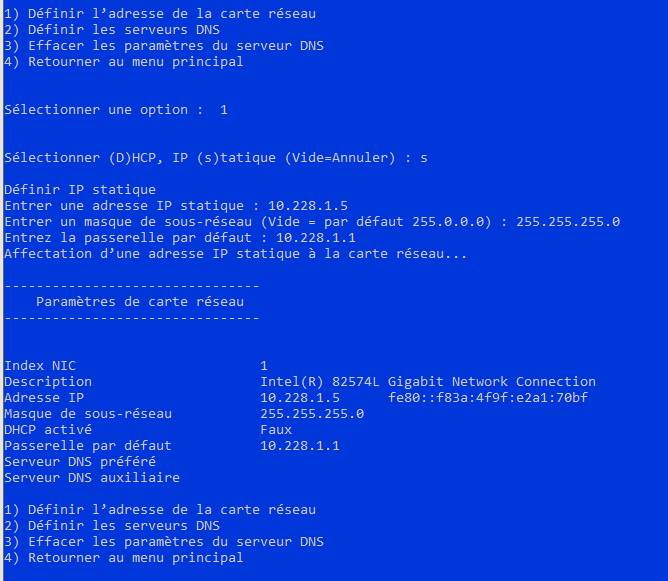 1) Définir l’adresse de la carte réseau
2) Définir les serveurs DNS
3) Effacer les paramètres du serveur DNS
4) Retourner au menu principal
Sélectionner une option :  1
Sélectionner (D)HCP, IP (s)tatique (Vide=Annuler) : s
Définir IP statique
Entrer une adresse IP statique : 10.228.1.5
Entrer un masque de sous-réseau (Vide = par défaut 255.0.0.0) : 255.255.255.0
Entrez la passerelle par défaut : 10.228.1.1
Affectation d’une adresse IP statique à la carte réseau...
--------------------------------
    Paramètres de carte réseau
--------------------------------
Index NIC                       1
Description                     Intel(R) 82574L Gigabit Network Connection
Adresse IP                      10.228.1.5      fe80::f83a:4f9f:e2a1:70bf
Masque de sous-réseau           255.255.255.0
DHCP activé                     Faux
Passerelle par défaut           10.228.1.1
Serveur DNS préféré
Serveur DNS auxiliaire
1) Définir l’adresse de la carte réseau
2) Définir les serveurs DNS
3) Effacer les paramètres du serveur DNS
4) Retourner au menu principal